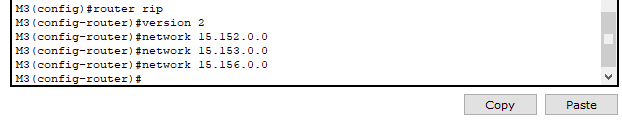 M3(config)#router rip
M3(config-router)#version 2
M3(config-router)#network 15.152.0.0
M3(config-router)#network 15.153.0.0
M3(config-router)#network 15.156.0.0
M3(config-router)#
Copy Paste